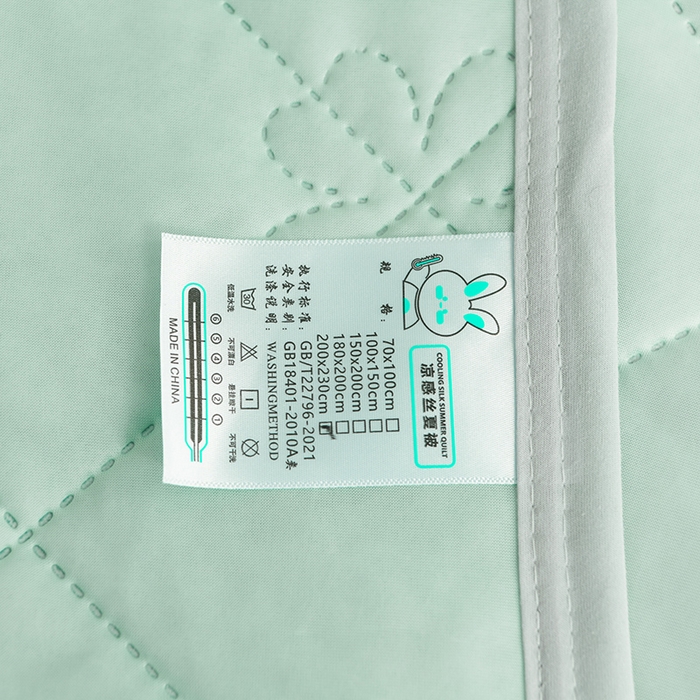 COOLING SILK SUMMER QUILT
凉感丝夏被
规 格：
70x100cm
100x150cm
150x200cm
180x200cm
200x230cm
执行标准：GB/T22796-2021
安全类别：GB18401-2010A类
洗涤说明：WASHINGMETHOD
30
低温水洗
不可漂白
悬挂晾干
不可干洗
⑥⑤④③②①
MADE IN CHINA